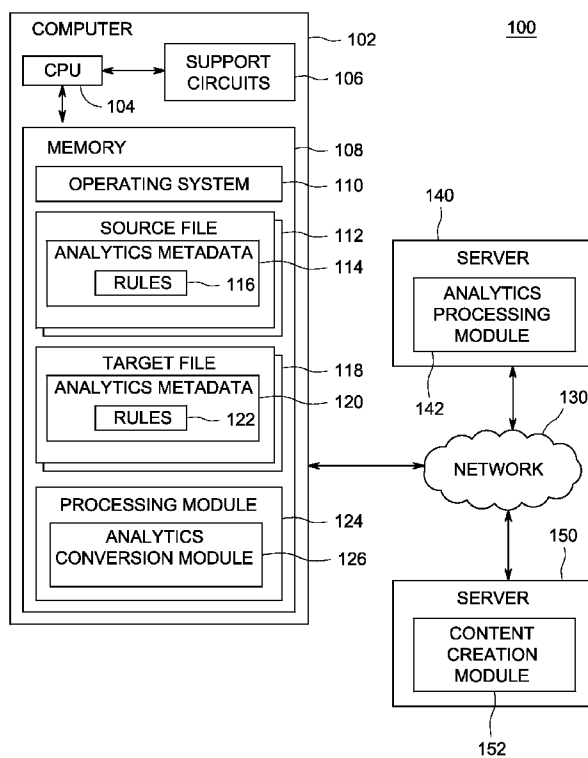 COMPUTER
102
100
CPU
104
SUPPORT
CIRCUITS
106
MEMORY
108
OPERATING SYSTEM
110
SOURCE FILE
112
ANALYTICS METADATA
114
RULES
116
TARGET FILE
118
ANALYTICS METADATA
120
RULES
122
PROCESSING MODULE
124
ANALYTICS
CONVERSION MODULE
126
140
SERVER
ANALYTICS
PROCESSING
MODULE
142
130
NETWORK
150
SERVER
CONTENT
CREATION
MODULE
152